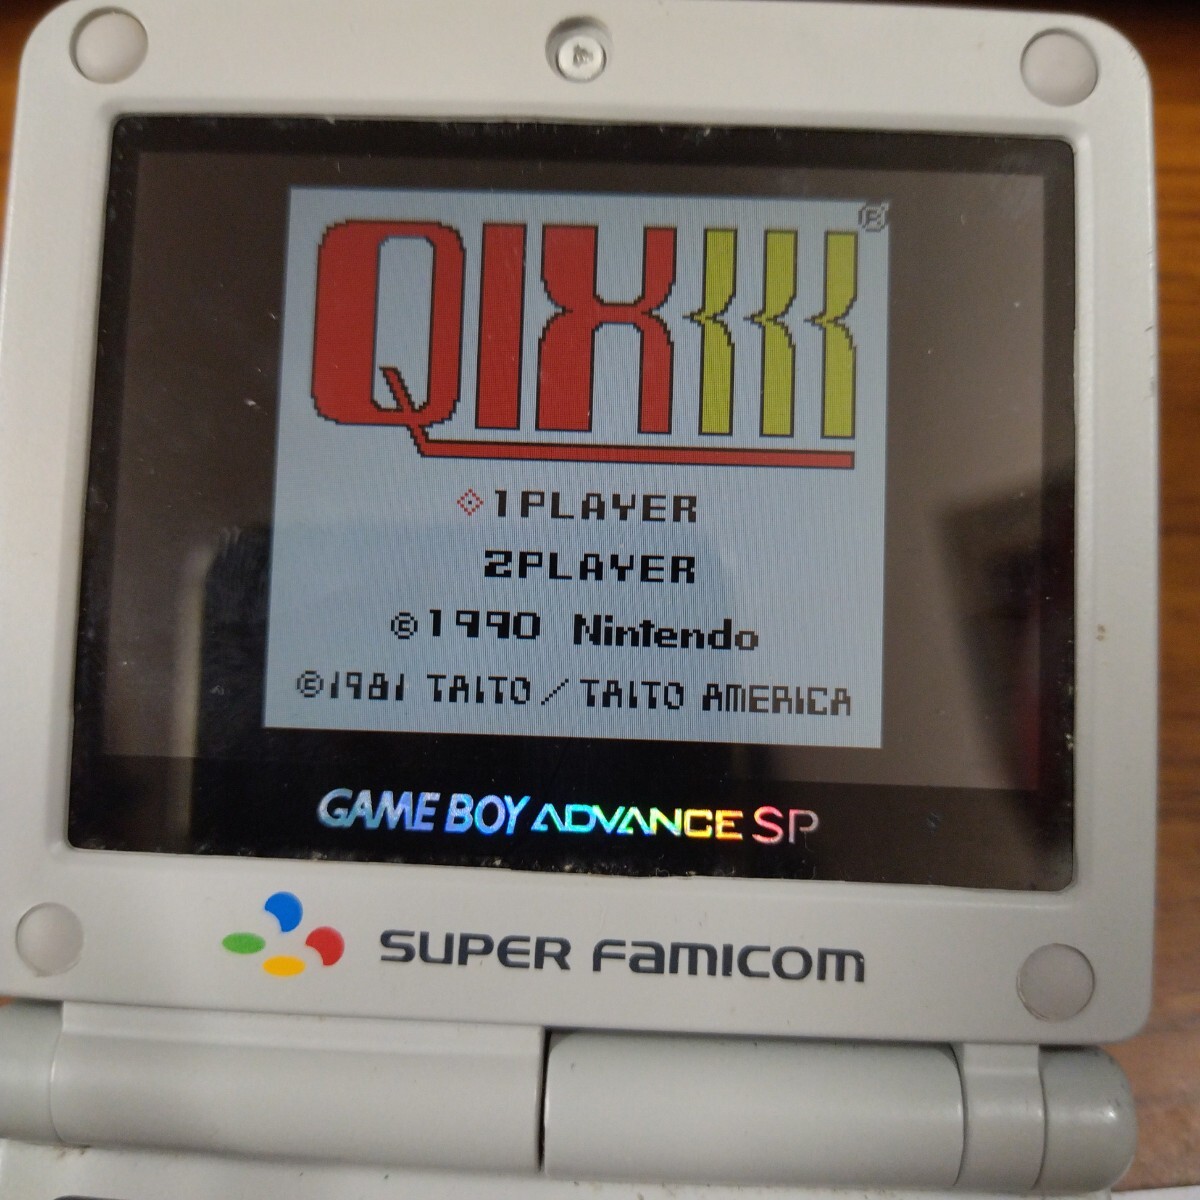 QIX
®
1PLAYER
2PLAYER
©1990 Nintendo
©1981 TAITO/TAITO AMERICA
GAME BOY ADVANCE SP
SUPER FAMICOM